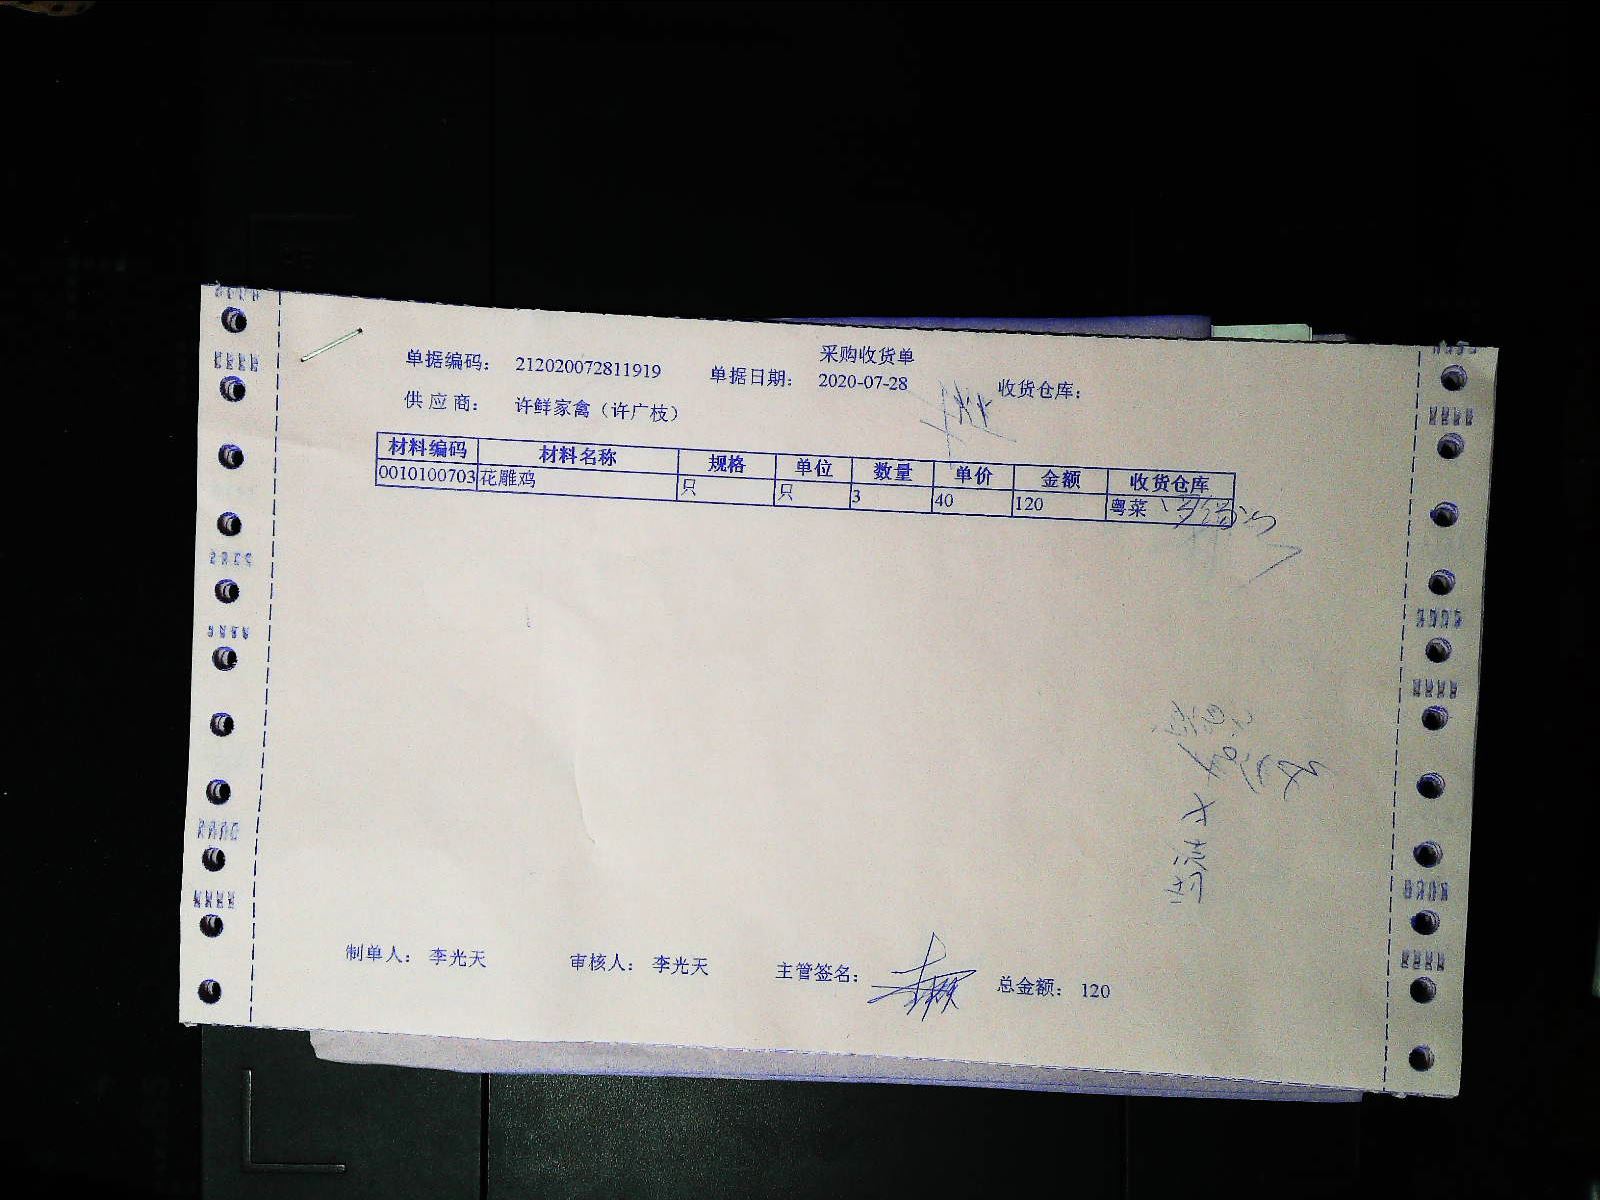 采购收货单
单据编码: 212020072811919 单据日期: 2020-07-28 收货仓库:
供应商: 许鲜家禽（许广枝）
材料编码 材料名称 规格 单位 数量 单价 金额 收货仓库
0010100703 花雕鸡 只 只 3 40 120 粤菜
制单人: 李光天 审核人: 李光天 主管签名: 总金额: 120